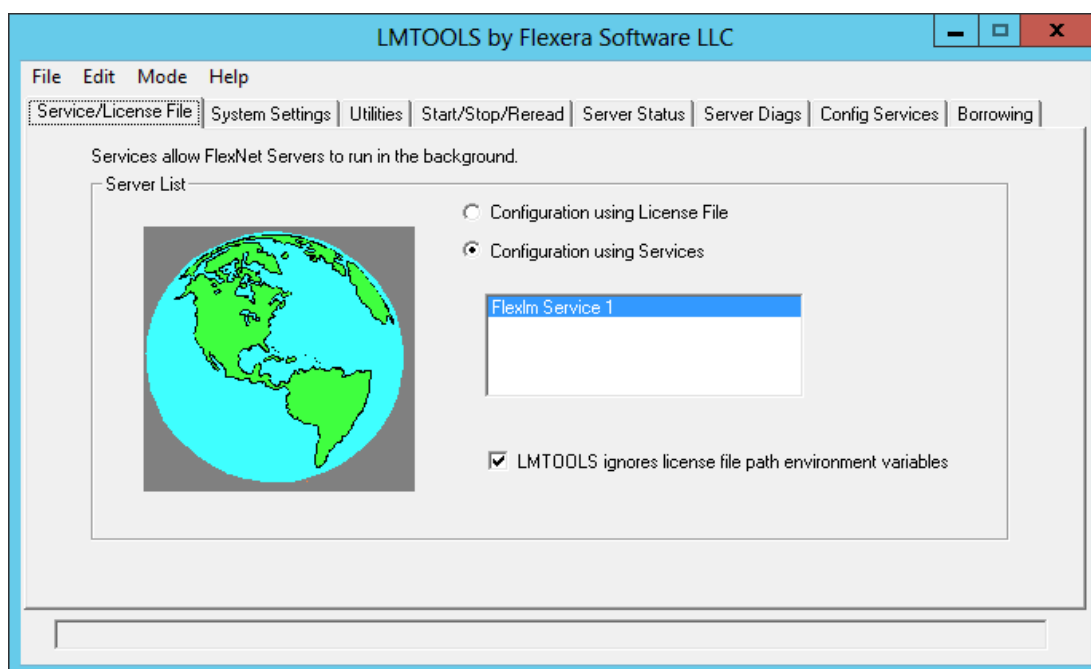 LMTOOLS by Flexera Software LLC
File Edit Mode Help
Service/License File System Settings Utilities Start/Stop/Reread Server Status Server Diags Config Services Borrowing
Services allow FlexNet Servers to run in the background.
Server List
Configuration using License File
Configuration using Services
Flexlm Service 1
LMTOOLS ignores license file path environment variables